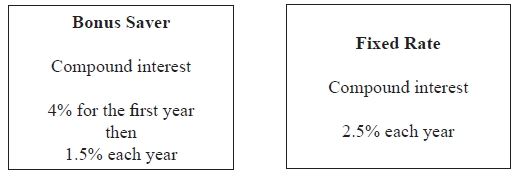 Bonus Saver
Compound interest
4% for the first year
then
1.5% each year
Fixed Rate
Compound interest
2.5% each year